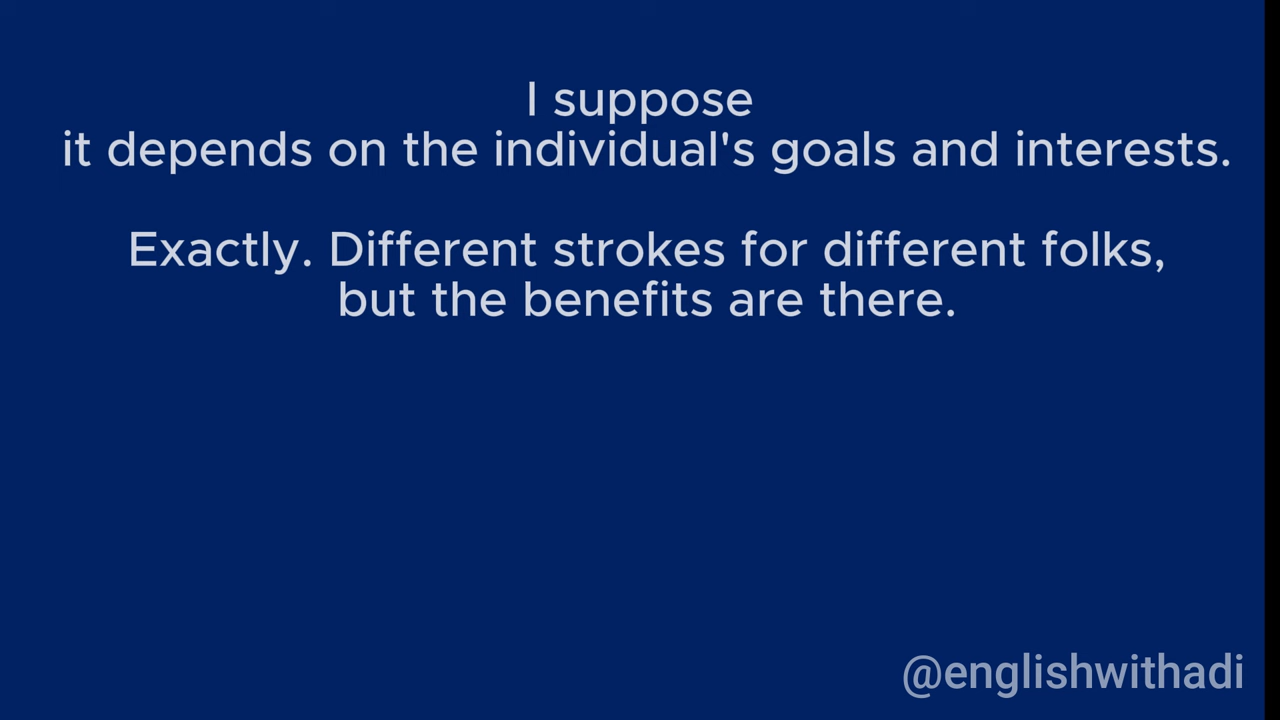 I suppose
it depends on the individual's goals and interests.
Exactly. Different strokes for different folks,
but the benefits are there.
@englishwithadi